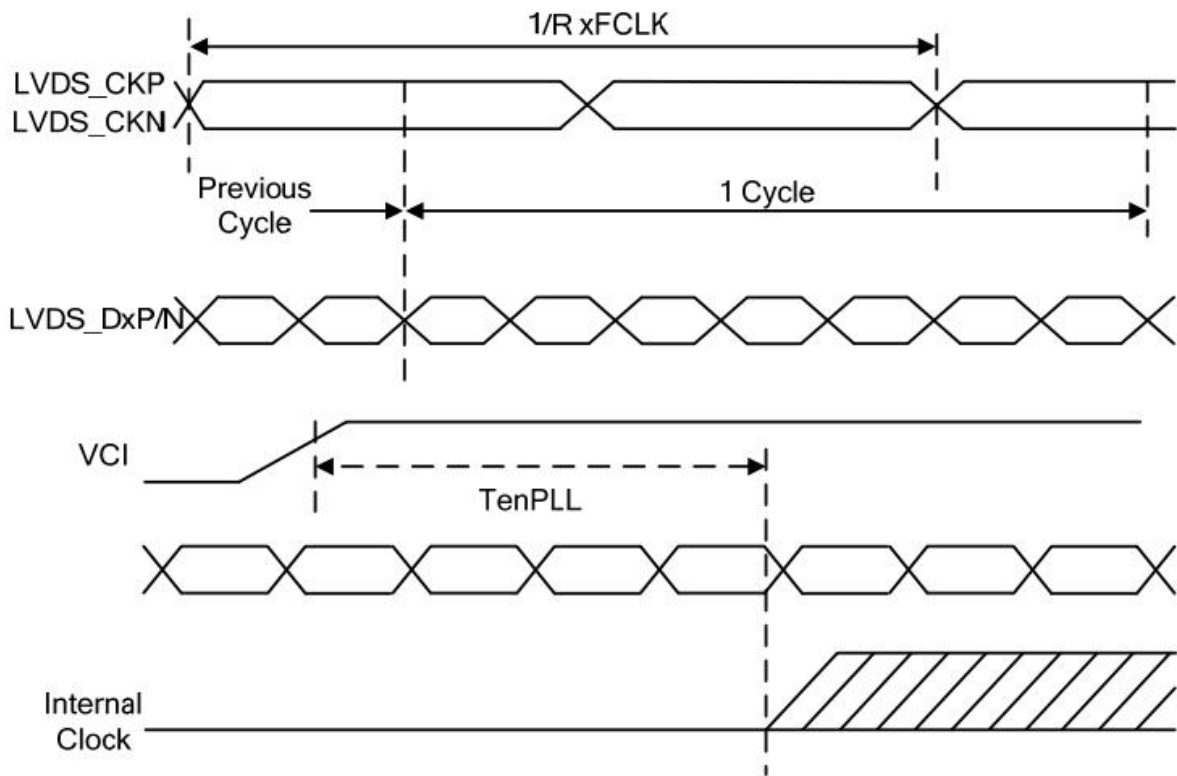 1/R xFCLK
LVDS_CKP
LVDS_CKN
Previous
Cycle
1 Cycle
LVDS_DxP/N
VCI
TenPLL
Internal
Clock